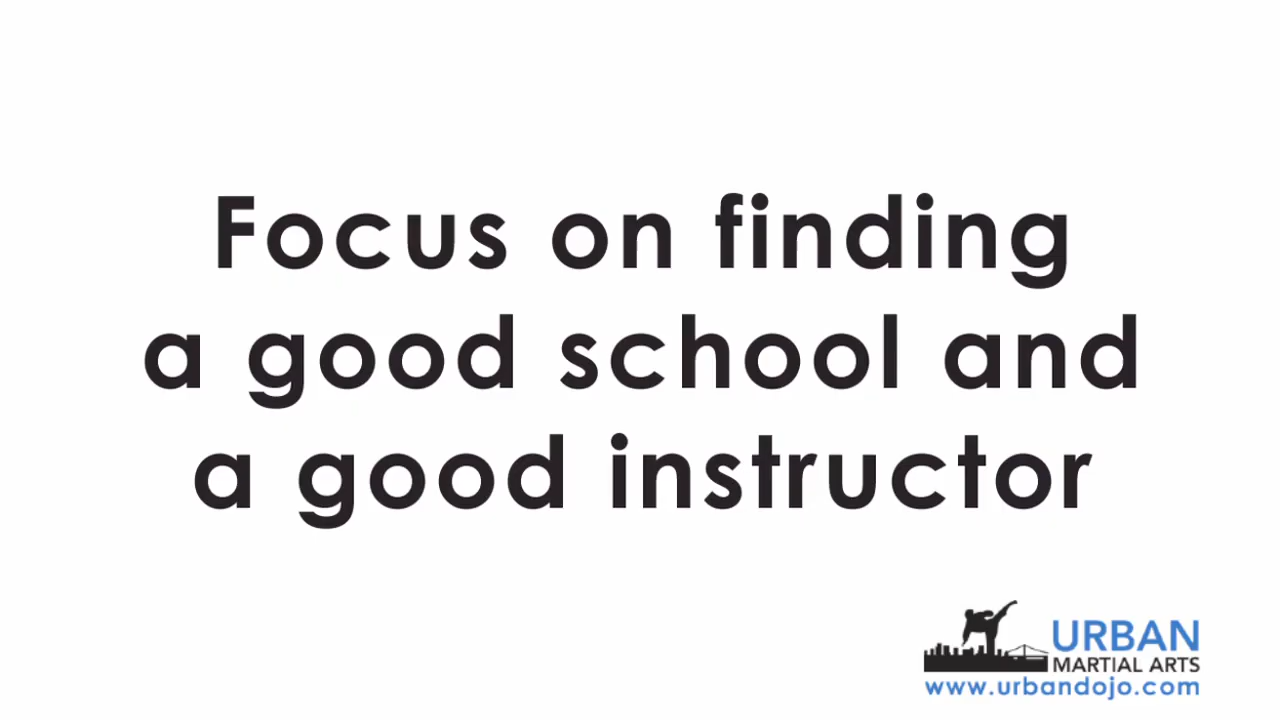 Focus on finding
a good school and
a good instructor
URBAN
MARTIAL ARTS
www.urbandojo.com